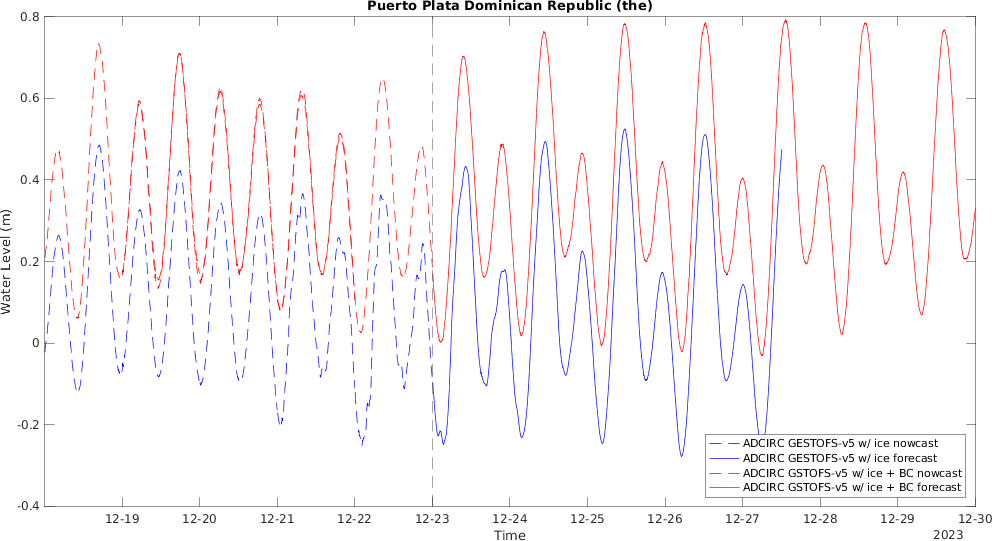 Puerto Plata Dominican Republic (the)
Water Level (m)
0.8
0.6
0.4
0.2
0
-0.2
-0.4
12-19 12-20 12-21 12-22 12-23 12-24 12-25 12-26 12-27 12-28 12-29 12-30
Time
2023
ADCIRC GESTOFS-v5 w/ ice nowcast
ADCIRC GESTOFS-v5 w/ ice forecast
ADCIRC GSTOFS-v5 w/ ice + BC nowcast
ADCIRC GSTOFS-v5 w/ ice + BC forecast